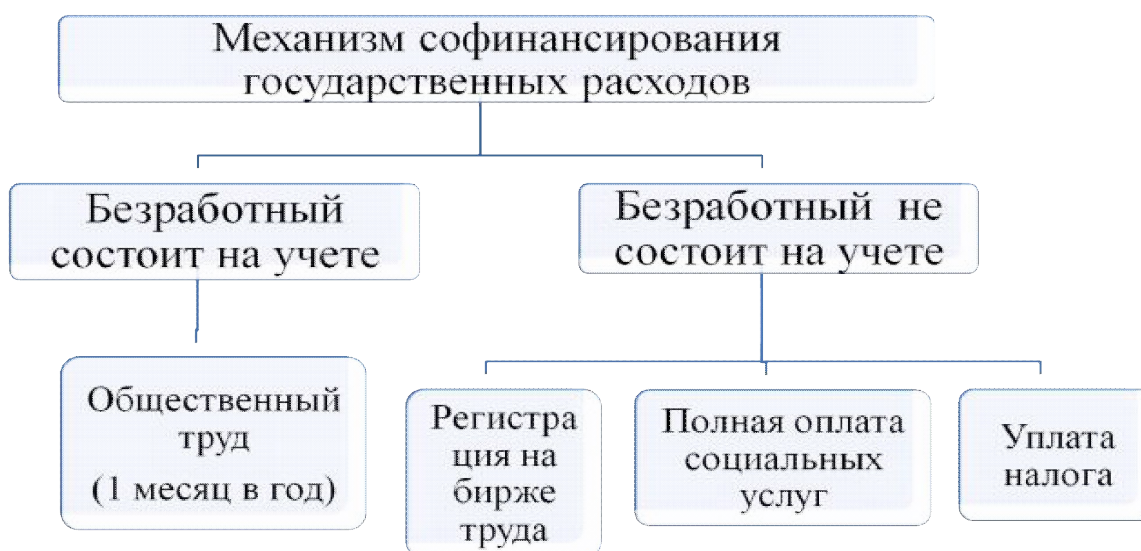 Механизм софинансирования
государственных расходов
Безработный
состоит на учете
Безработный не
состоит на учете
Общественный
труд
(1 месяц в год)
Регистра
ция на
бирже
труда
Полная оплата
социальных
услуг
Уплата
налога